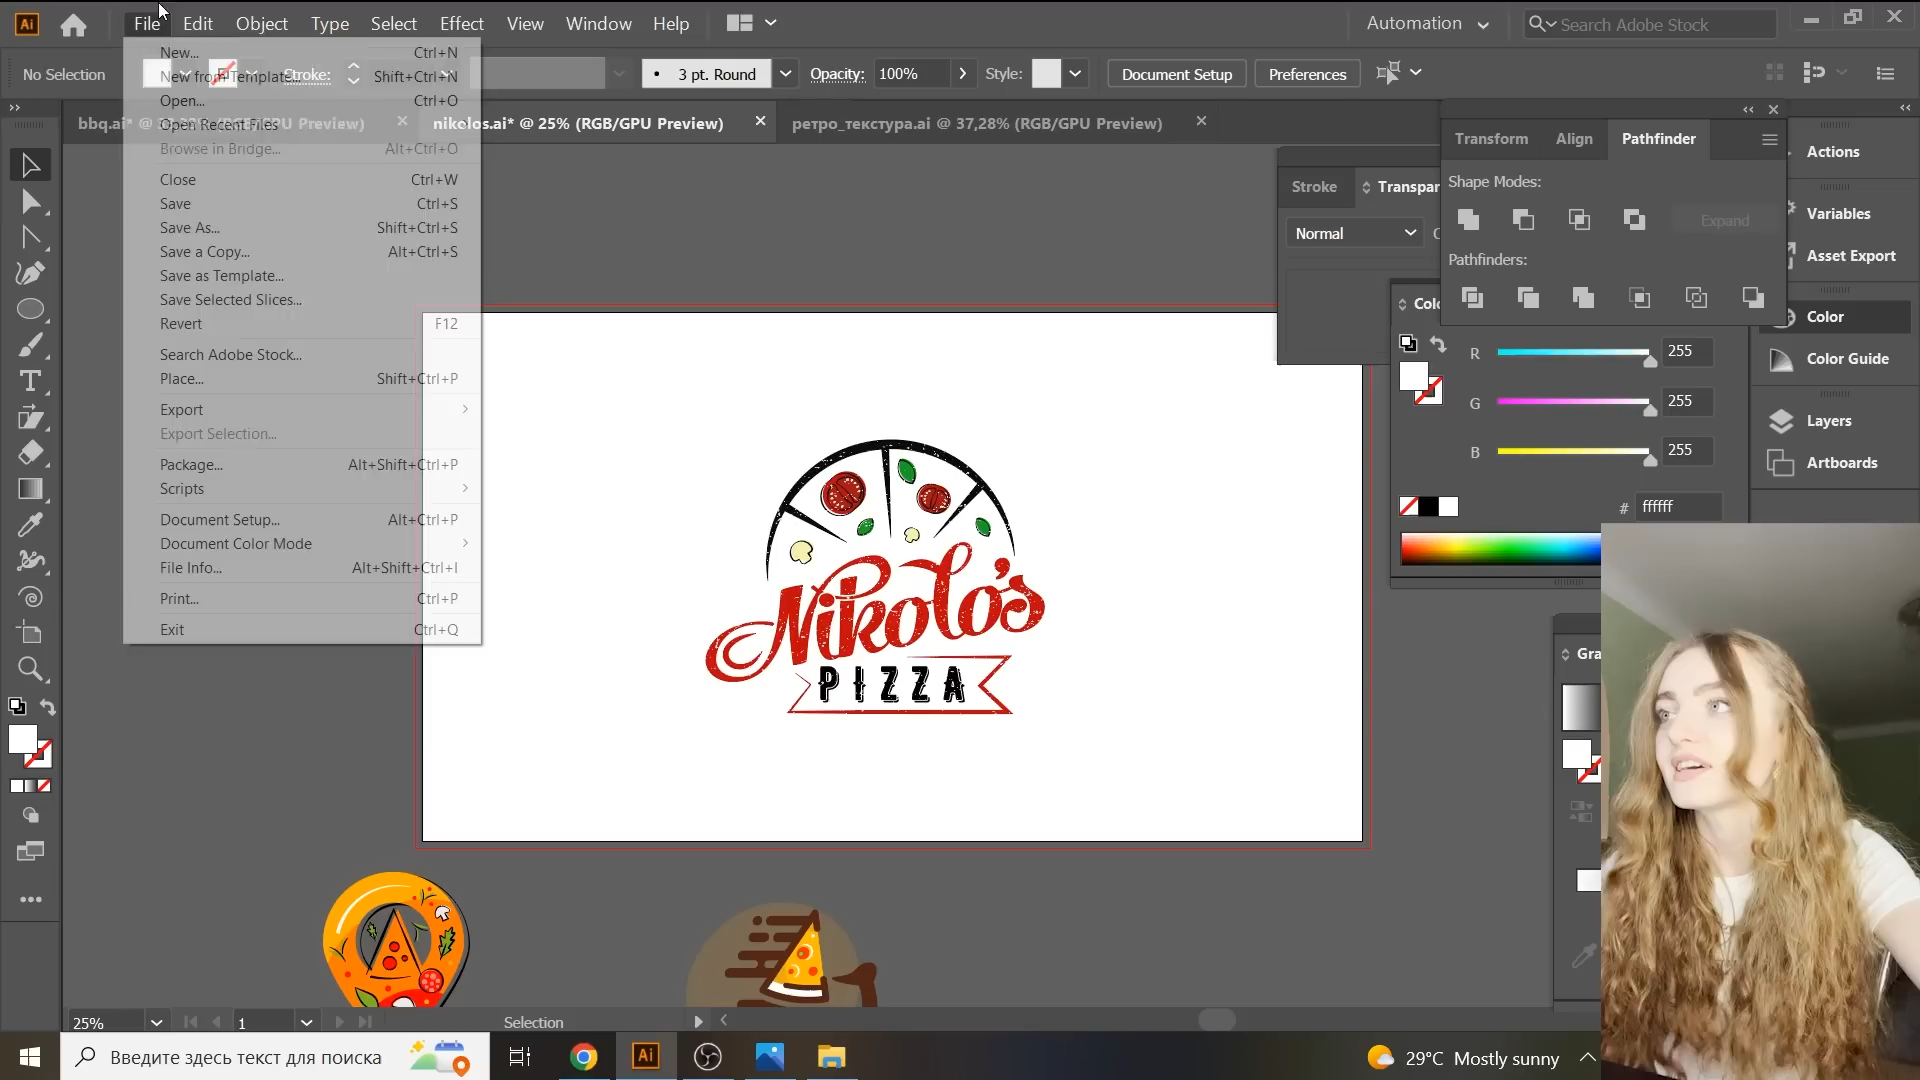 Ai File Edit Object Type Select Effect View Window Help Automation Search Adobe Stock
No Selection Stroke: 3 pt. Round Opacity: 100% Style: Document Setup Preferences
bbq.ai* @ GPU Preview) nikolos.ai* @ 25% (RGB/GPU Preview) ретро_текстура.ai @ 37,28% (RGB/GPU Preview)
New... Ctrl+N
New from Template... Shift+Ctrl+N
Open... Ctrl+O
Open Recent Files
Browse in Bridge... Alt+Ctrl+O
Close Ctrl+W
Save Ctrl+S
Save As... Shift+Ctrl+S
Save a Copy... Alt+Ctrl+S
Save as Template...
Save Selected Slices...
Revert F12
Search Adobe Stock...
Place... Shift+Ctrl+P
Export
Export Selection...
Package... Alt+Shift+Ctrl+P
Scripts
Document Setup... Alt+Ctrl+P
Document Color Mode
File Info... Alt+Shift+Ctrl+I
Print... Ctrl+P
Exit Ctrl+Q
Nikolo's
PIZZA
Transform Align Pathfinder
Shape Modes:
Expand
Pathfinders:
Stroke Transpar
Normal
Colo
R 255
G 255
B 255
# ffffff
Gra
Actions
Variables
Asset Export
Color
Color Guide
Layers
Artboards
25% 1 Selection
Введите здесь текст для поиска Ai 29°C Mostly sunny